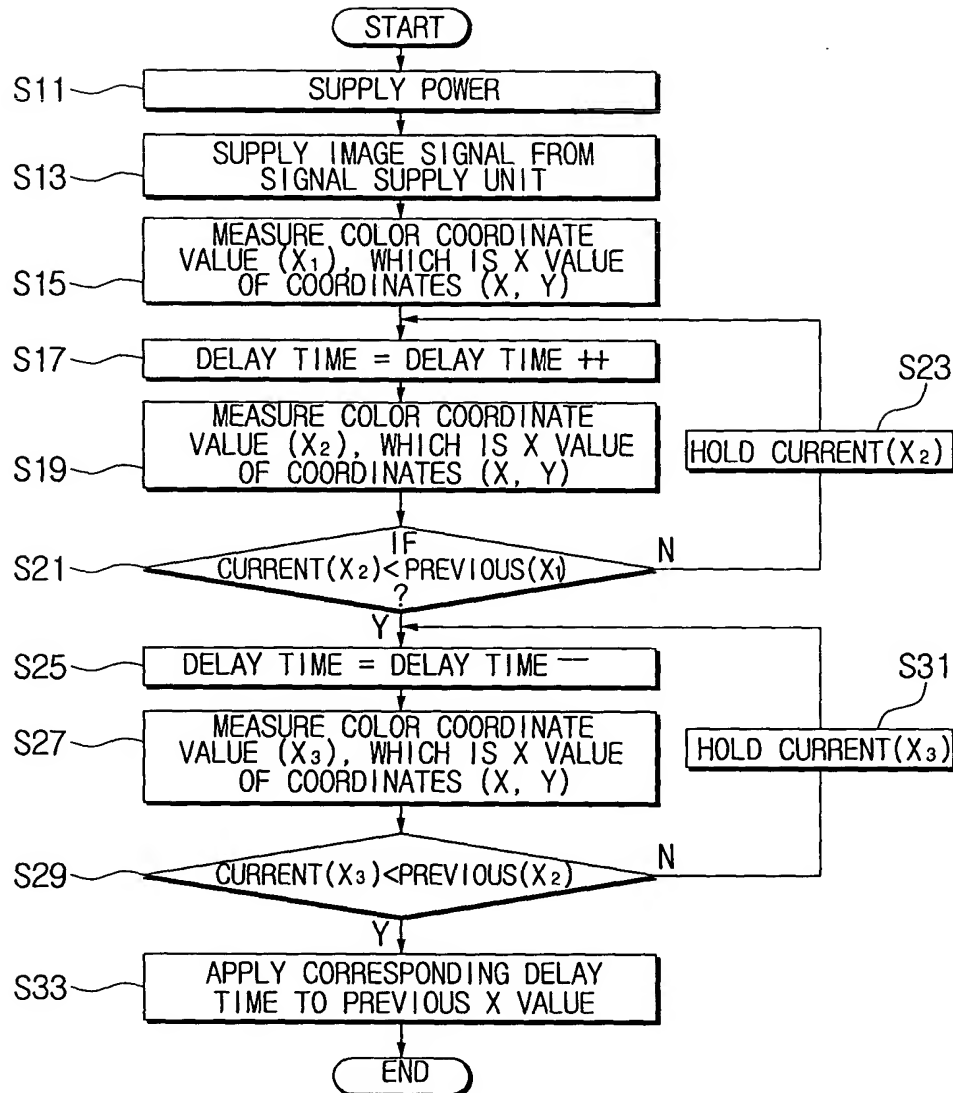 START
S11
SUPPLY POWER
S13
SUPPLY IMAGE SIGNAL FROM
SIGNAL SUPPLY UNIT
S15
MEASURE COLOR COORDINATE
VALUE (X1), WHICH IS X VALUE
OF COORDINATES (X, Y)
S17
DELAY TIME = DELAY TIME ++
S23
HOLD CURRENT(X2)
S19
MEASURE COLOR COORDINATE
VALUE (X2), WHICH IS X VALUE
OF COORDINATES (X, Y)
S21
IF
CURRENT(X2)<PREVIOUS(X1)
?
N
Y
S25
DELAY TIME = DELAY TIME --
S31
HOLD CURRENT(X3)
S27
MEASURE COLOR COORDINATE
VALUE (X3), WHICH IS X VALUE
OF COORDINATES (X, Y)
S29
CURRENT(X3)<PREVIOUS(X2)
N
Y
S33
APPLY CORRESPONDING DELAY
TIME TO PREVIOUS X VALUE
END